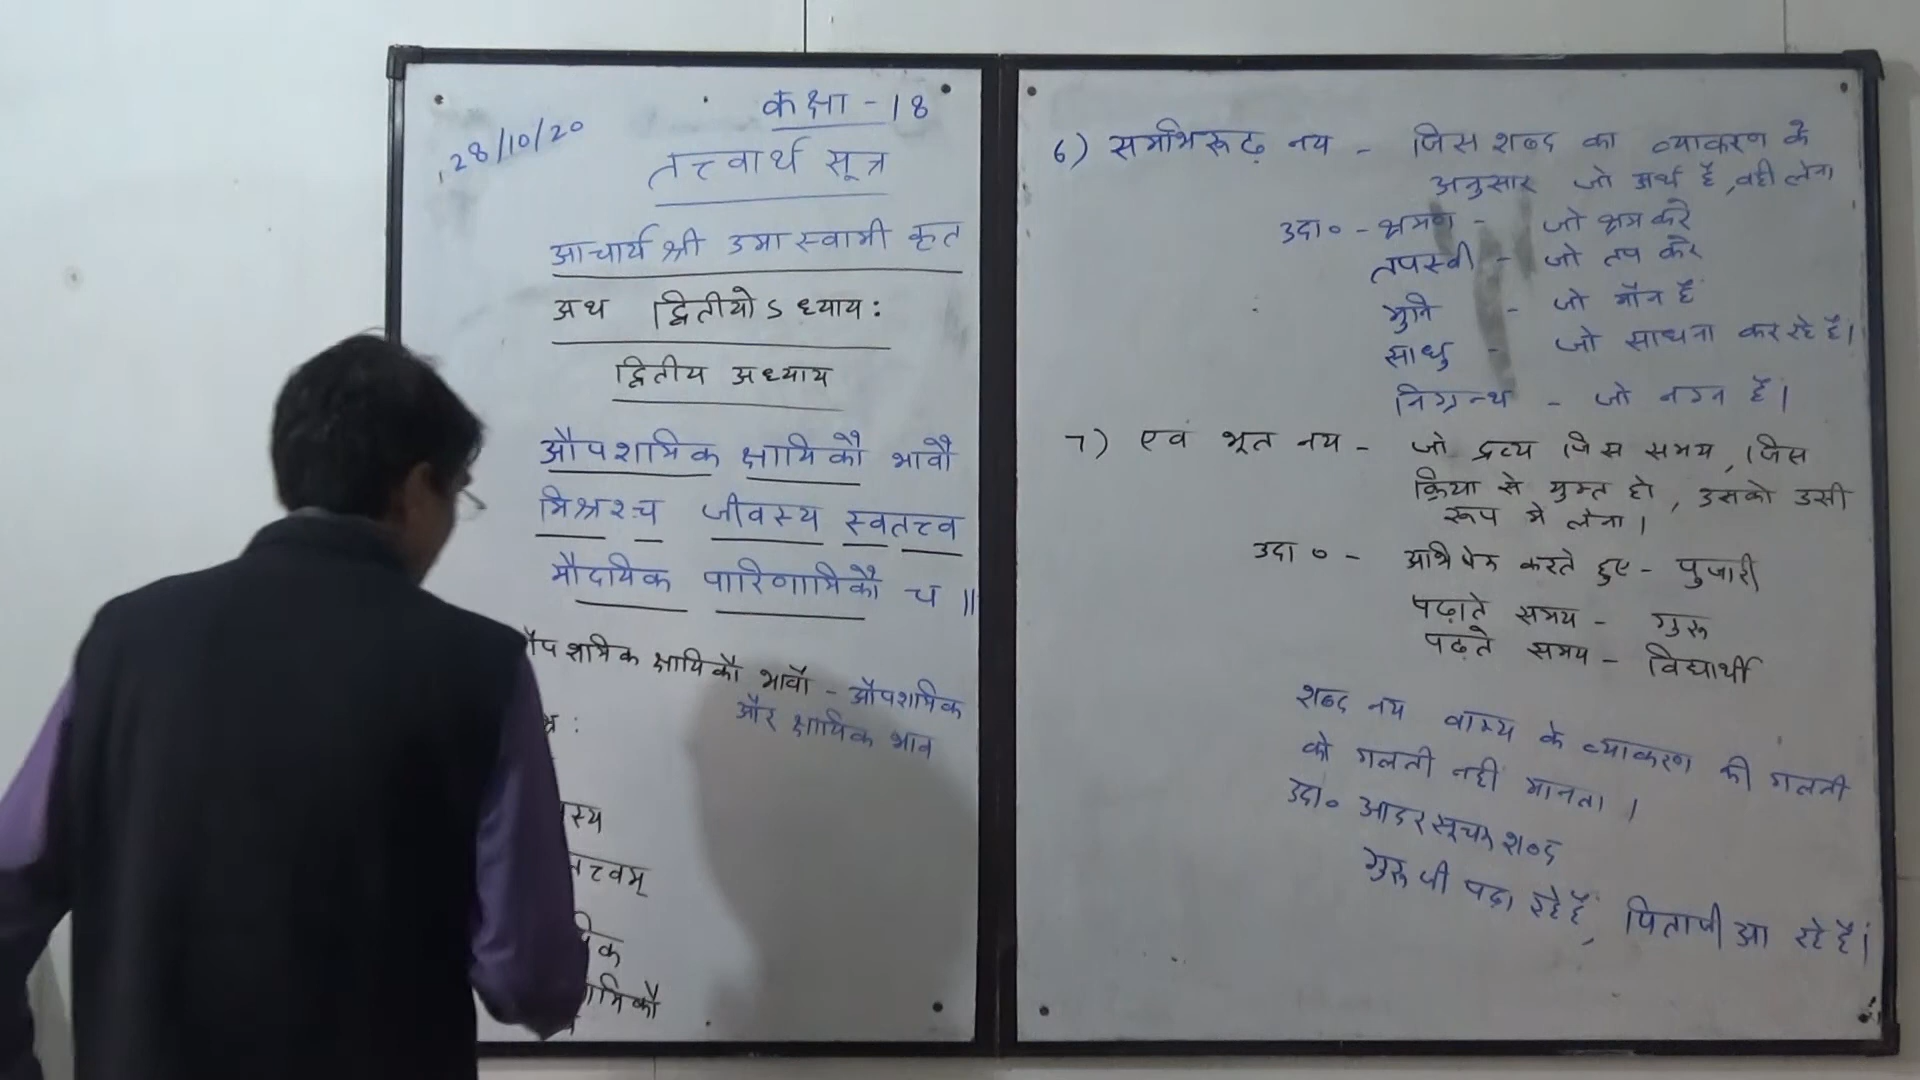 28/10/20
कक्षा - 18
तत्त्वार्थ सूत्र
आचार्य श्री उमास्वामी कृत
अथ द्वितीयोऽध्याय:
द्वितीय अध्याय
औपशमिक क्षायिकौ भावौ
मिश्रश्च जीवस्य स्वतत्त्व
मौदयिक पारिणामिकौ च ॥
औपशमिक क्षायिकौ भावौ - औपशमिक
और क्षायिक भाव
श्र :
स्य
तत्त्वम्
यिक
णामिकौ
6) समभिरूढ़ नय - जिस शब्द का व्याकरण के
अनुसार जो अर्थ है, वही लेना
उदा० - श्रमण - जो श्रम करे
तपस्वी - जो तप करे
मुनि - जो मौन है
साधु - जो साधना कर रहे है।
निग्रन्थ - जो नग्न है।
7) एवं भूत नय - जो द्रव्य जिस समय, जिस
क्रिया से युक्त हो, उसको उसी
रूप मे लेना।
उदा० - अभिषेक करते हुए - पुजारी
पढ़ाते समय - गुरू
पढ़ते समय - विद्यार्थी
शब्द नय वाक्य के व्याकरण की गलती
को गलती नही मानता।
उदा० आदर सूचक शब्द
गुरू जी पढ़ा रहे हैं, पिताजी आ रहे हैं।